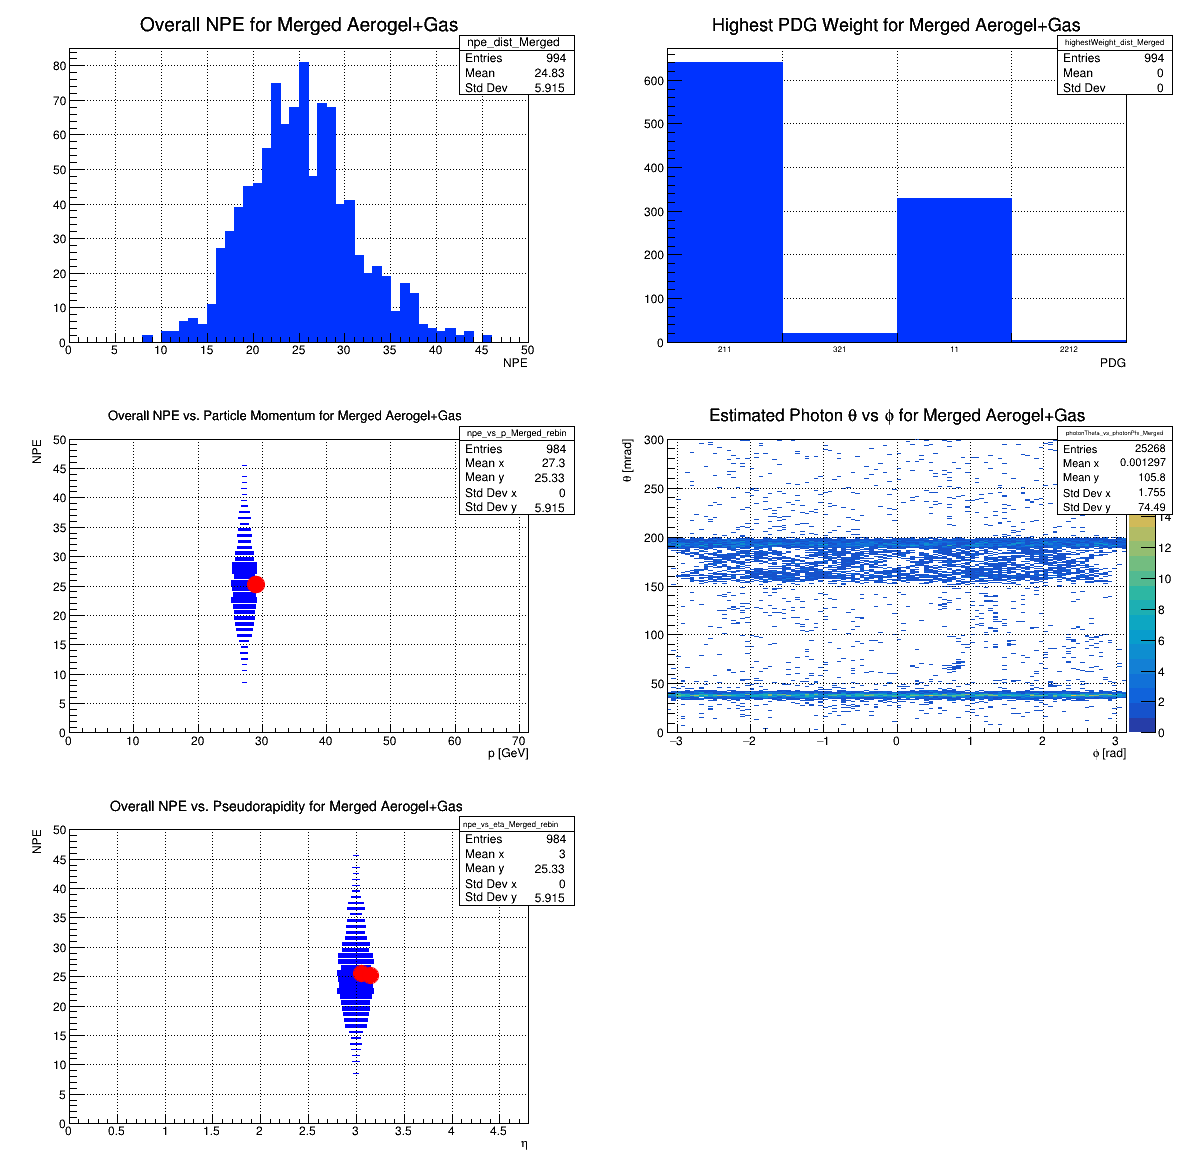 Overall NPE for Merged Aerogel+Gas
npe_dist_Merged
Entries 994
Mean 24.83
Std Dev 5.915
80
70
60
50
40
30
20
10
0
0 5 10 15 20 25 30 35 40 45 50
NPE
Highest PDG Weight for Merged Aerogel+Gas
highestWeight_dist_Merged
Entries 994
Mean 0
Std Dev 0
600
500
400
300
200
100
0
211 321 11 2212
PDG
Overall NPE vs. Particle Momentum for Merged Aerogel+Gas
npe_vs_p_Merged_rebin
Entries 984
Mean x 27.3
Mean y 25.33
Std Dev x 0
Std Dev y 5.915
NPE
50
45
40
35
30
25
20
15
10
5
0
0 10 20 30 40 50 60 70
p [GeV]
Estimated Photon θ vs ϕ for Merged Aerogel+Gas
photonTheta_vs_photonPhi_Merged
Entries 25268
Mean x 0.001297
Mean y 105.8
Std Dev x 1.755
Std Dev y 74.49
θ [mrad]
300
250
200
150
100
50
0
−3 −2 −1 0 1 2 3
ϕ [rad]
14
12
10
8
6
4
2
0
Overall NPE vs. Pseudorapidity for Merged Aerogel+Gas
npe_vs_eta_Merged_rebin
Entries 984
Mean x 3
Mean y 25.33
Std Dev x 0
Std Dev y 5.915
NPE
50
45
40
35
30
25
20
15
10
5
0
0 0.5 1 1.5 2 2.5 3 3.5 4 4.5
η